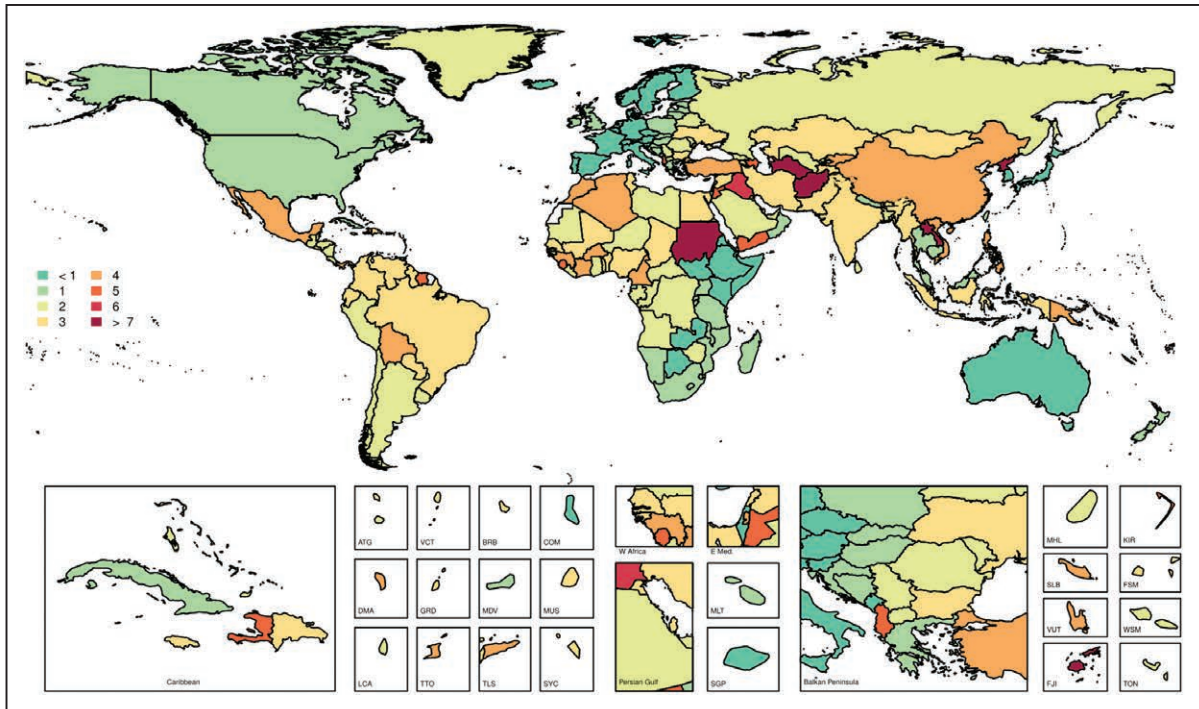 < 1 4
1 5
2 6
3 > 7
ATG VCT BRB COM
W Africa E Med.
MHL KIR
DMA GRD MDV MUS
SLB FSM
MLT
VUT WSM
LCA TTO TLS SYC
Caribbean
Persian Gulf
SGP
Balkan Peninsula
FJI TON